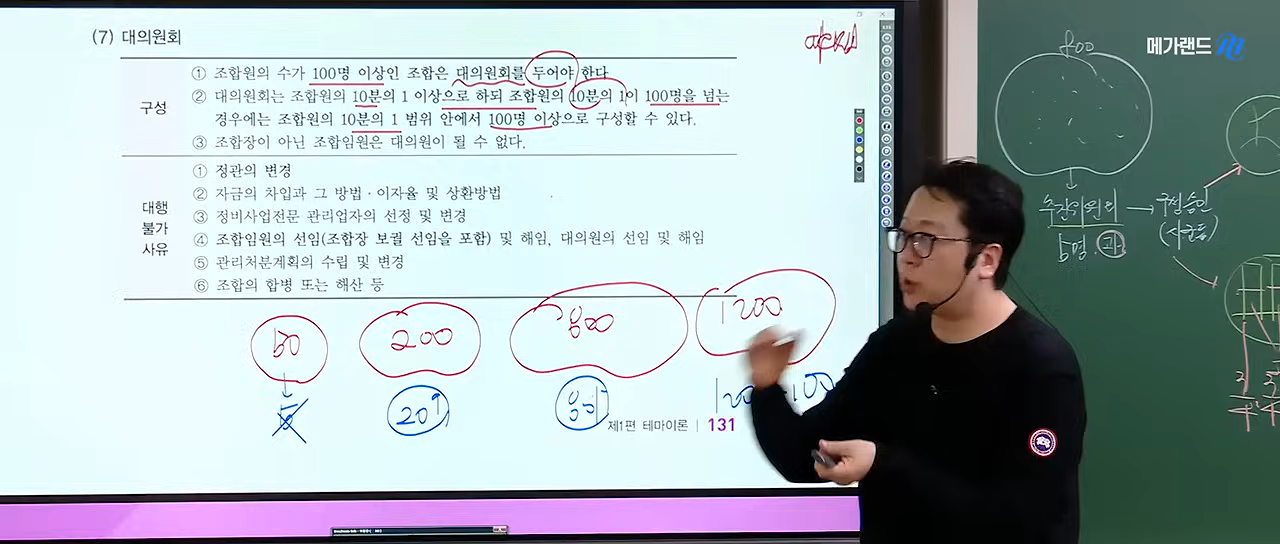 (7) 대의원회
구성
① 조합원의 수가 100명 이상인 조합은 대의원회를 두어야 한다
② 대의원회는 조합원의 10분의 1 이상으로 하되 조합원의 10분의 1이 100명을 넘는
경우에는 조합원의 10분의 1 범위 안에서 100명 이상으로 구성할 수 있다.
③ 조합장이 아닌 조합임원은 대의원이 될 수 없다.
대행
불가
사유
① 정관의 변경
② 자금의 차입과 그 방법·이자율 및 상환방법
③ 정비사업전문 관리업자의 선정 및 변경
④ 조합임원의 선임(조합장 보궐 선임을 포함) 및 해임, 대의원의 선임 및 해임
⑤ 관리처분계획의 수립 및 변경
⑥ 조합의 합병 또는 해산 등
50
200
800
1200
20
제1편 테마이론 | 131
메가랜드
800
추진위원회
5명